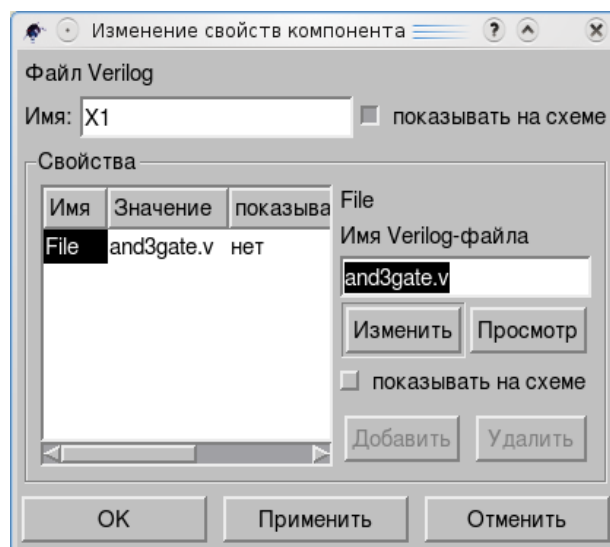 Изменение свойств компонента
Файл Verilog
Имя: X1 показывать на схеме
Свойства
Имя Значение показыва
File and3gate.v нет
File
Имя Verilog-файла
and3gate.v
Изменить Просмотр
показывать на схеме
Добавить Удалить
OK Применить Отменить